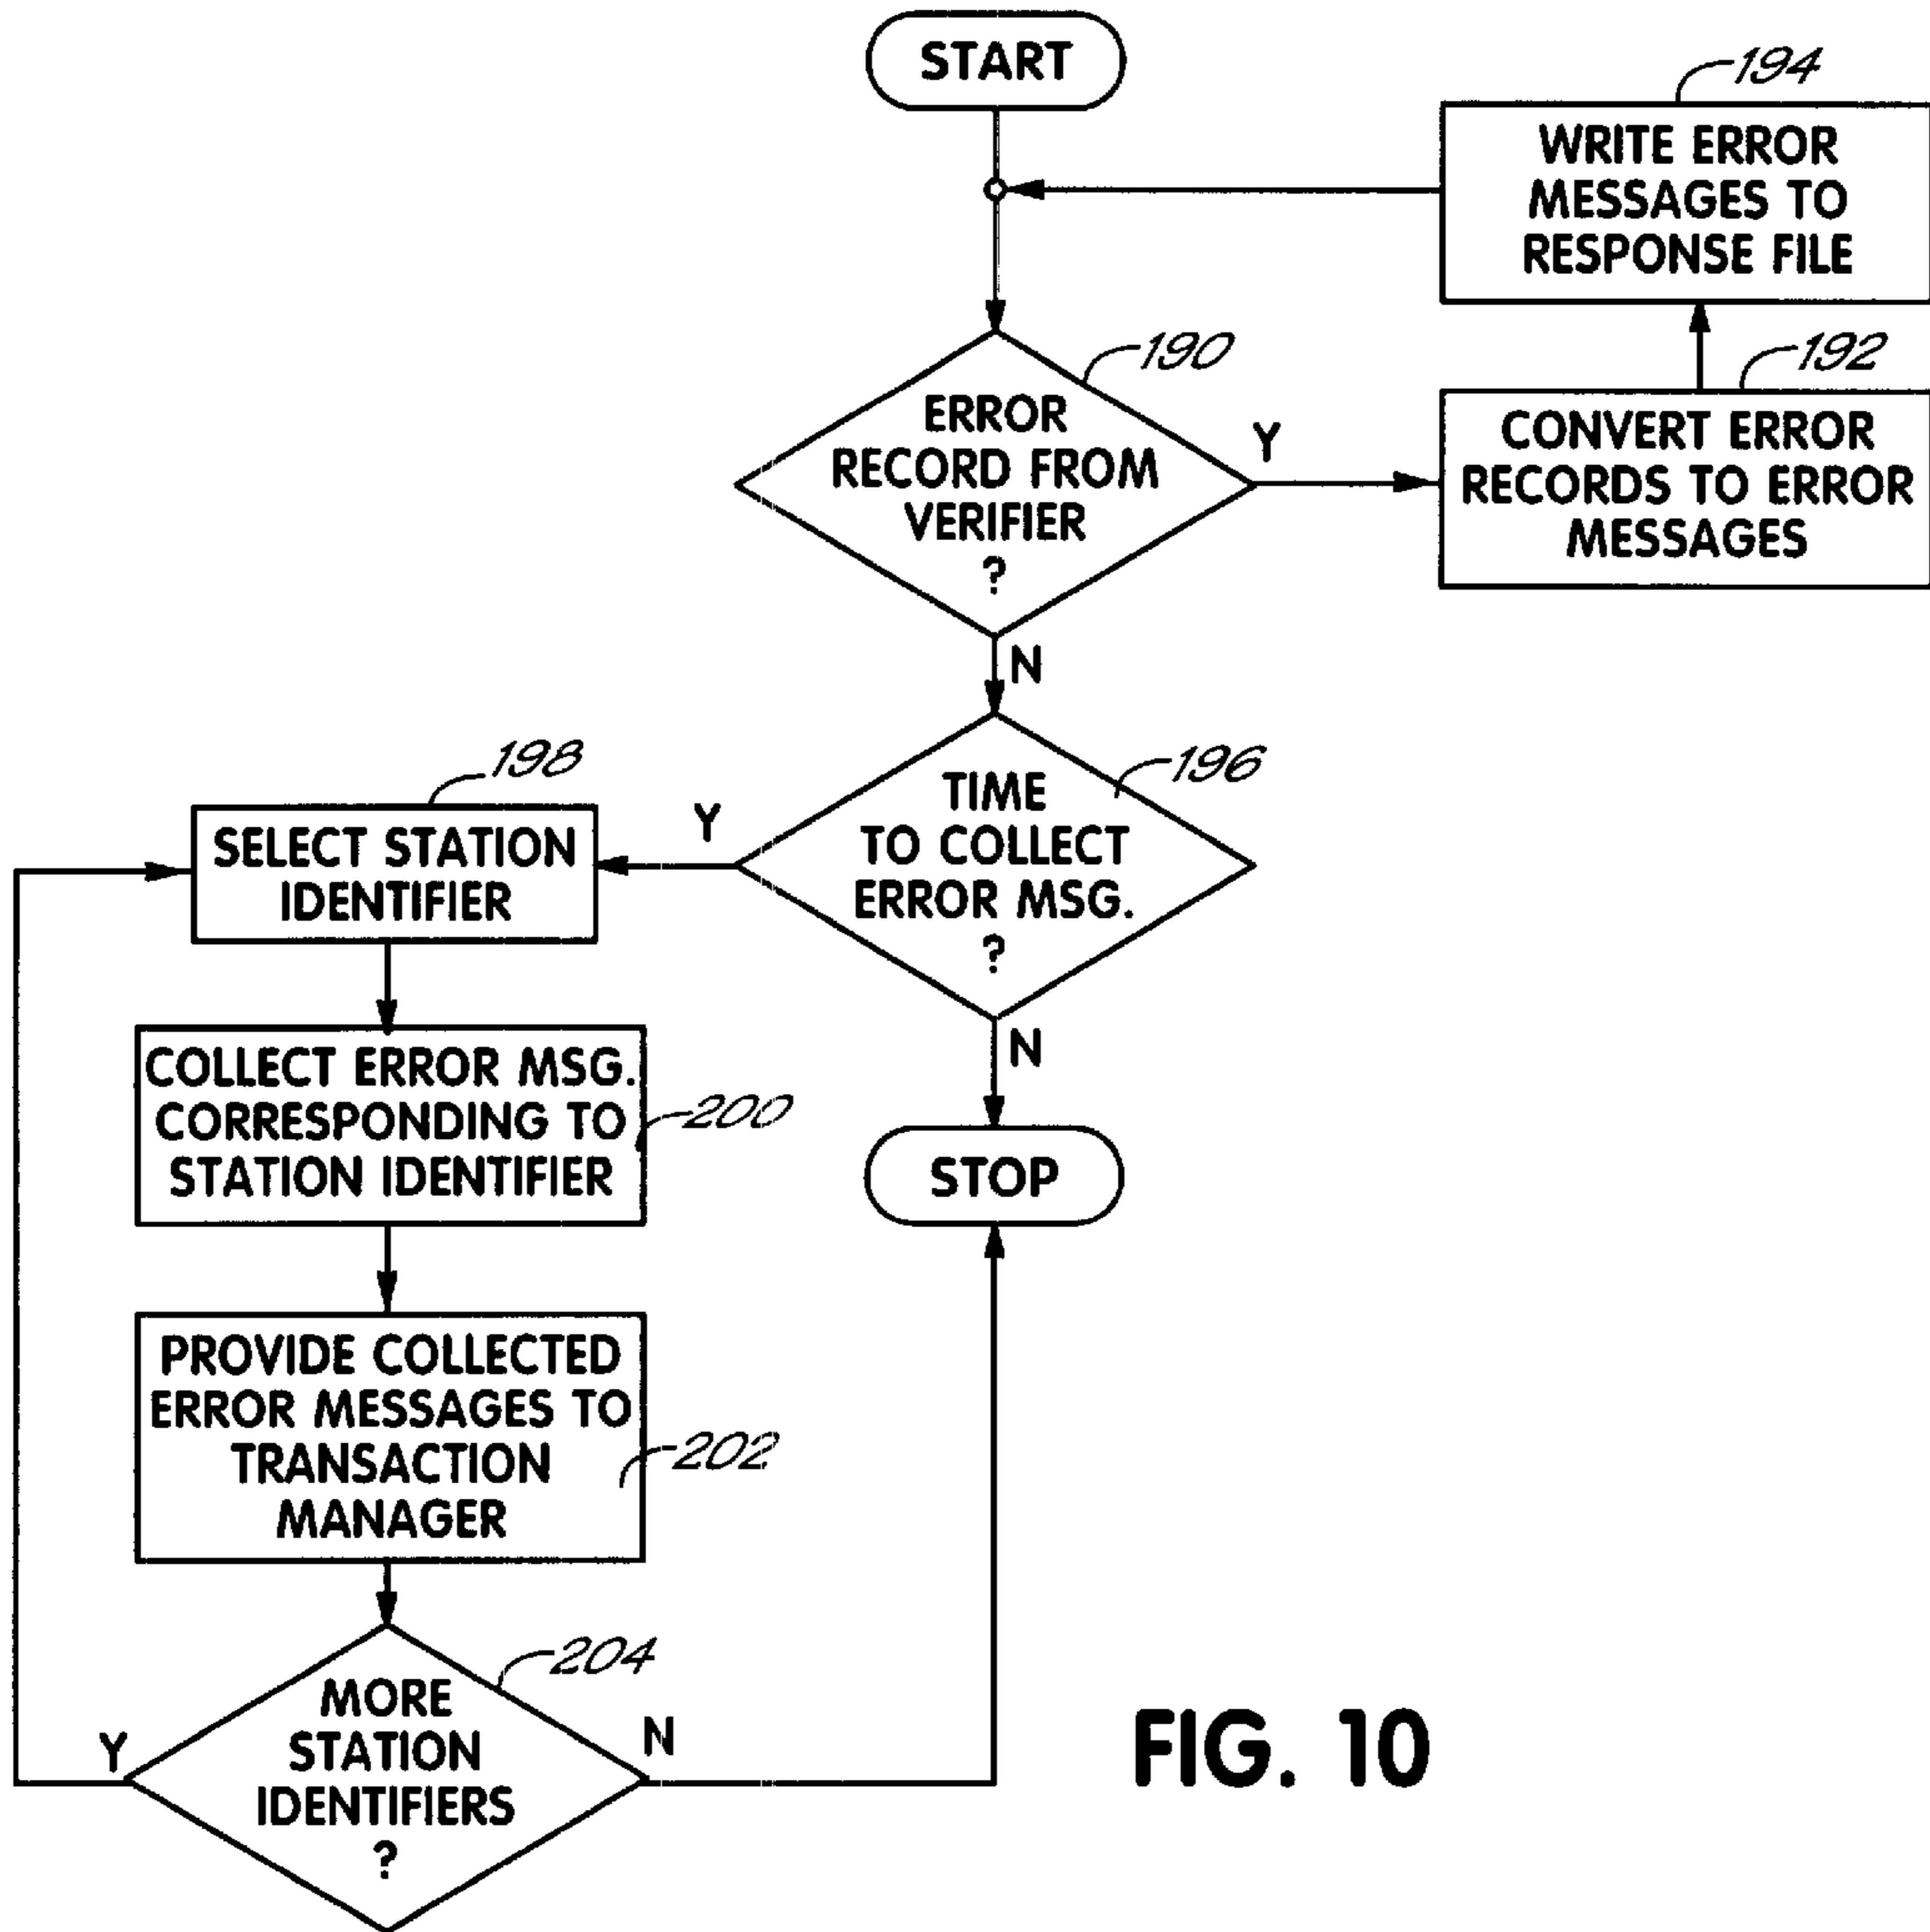 START
194
WRITE ERROR
MESSAGES TO
RESPONSE FILE
190
ERROR
RECORD FROM
VERIFIER
?
Y
192
CONVERT ERROR
RECORDS TO ERROR
MESSAGES
N
196
TIME
TO COLLECT
ERROR MSG.
?
Y
198
SELECT STATION
IDENTIFIER
N
STOP
COLLECT ERROR MSG.
CORRESPONDING TO
STATION IDENTIFIER
200
PROVIDE COLLECTED
ERROR MESSAGES TO
TRANSACTION
MANAGER
202
204
MORE
STATION
IDENTIFIERS
?
Y
N
FIG. 10